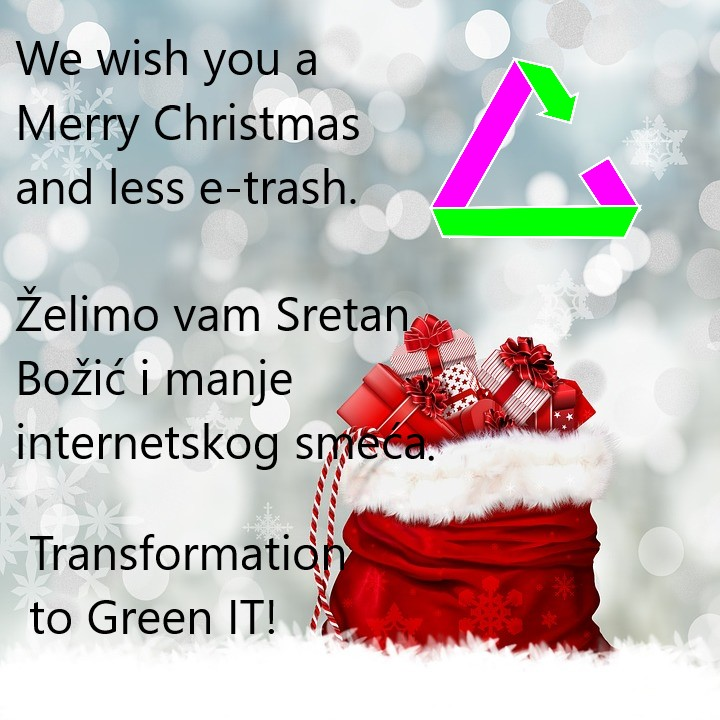 We wish you a
Merry Christmas
and less e-trash.
Želimo vam Sretan
Božić i manje
internetskog smeća.
Transformation
to Green IT!